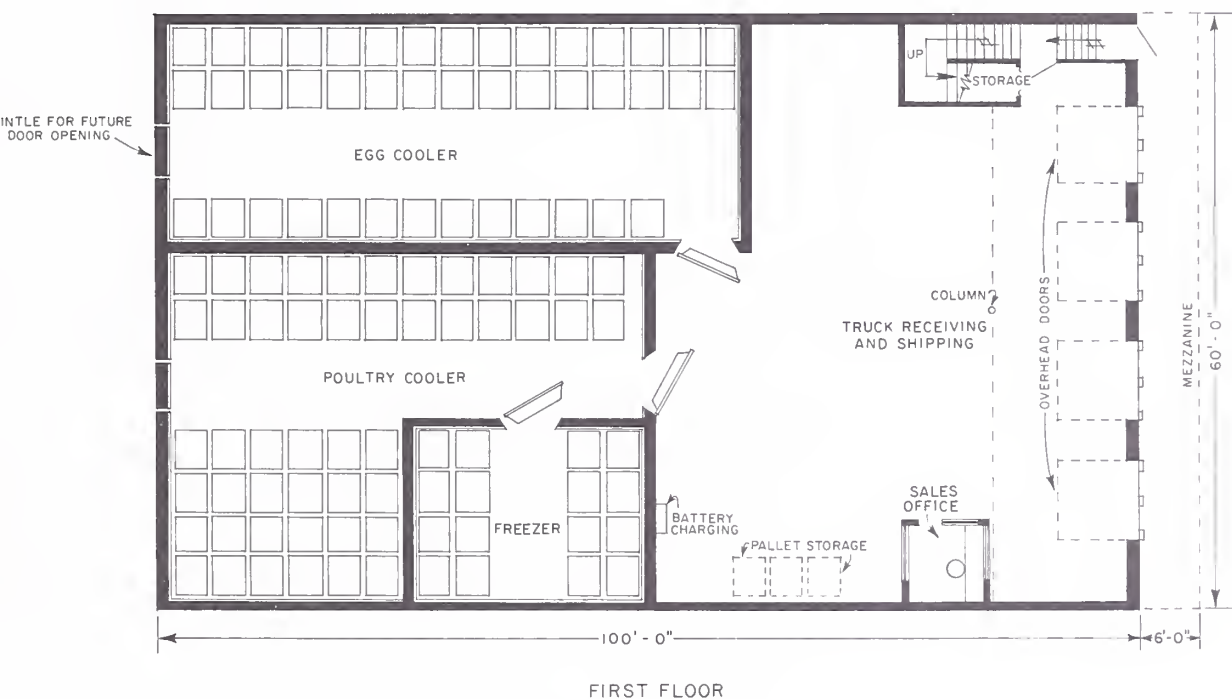 UP
STORAGE
INTLE FOR FUTURE
DOOR OPENING
EGG COOLER
COLUMN
TRUCK RECEIVING
AND SHIPPING
OVERHEAD DOORS
MEZZANINE
60'-0"
POULTRY COOLER
FREEZER
BATTERY
CHARGING
PALLET STORAGE
SALES
OFFICE
100'-0"
6'-0"
FIRST FLOOR